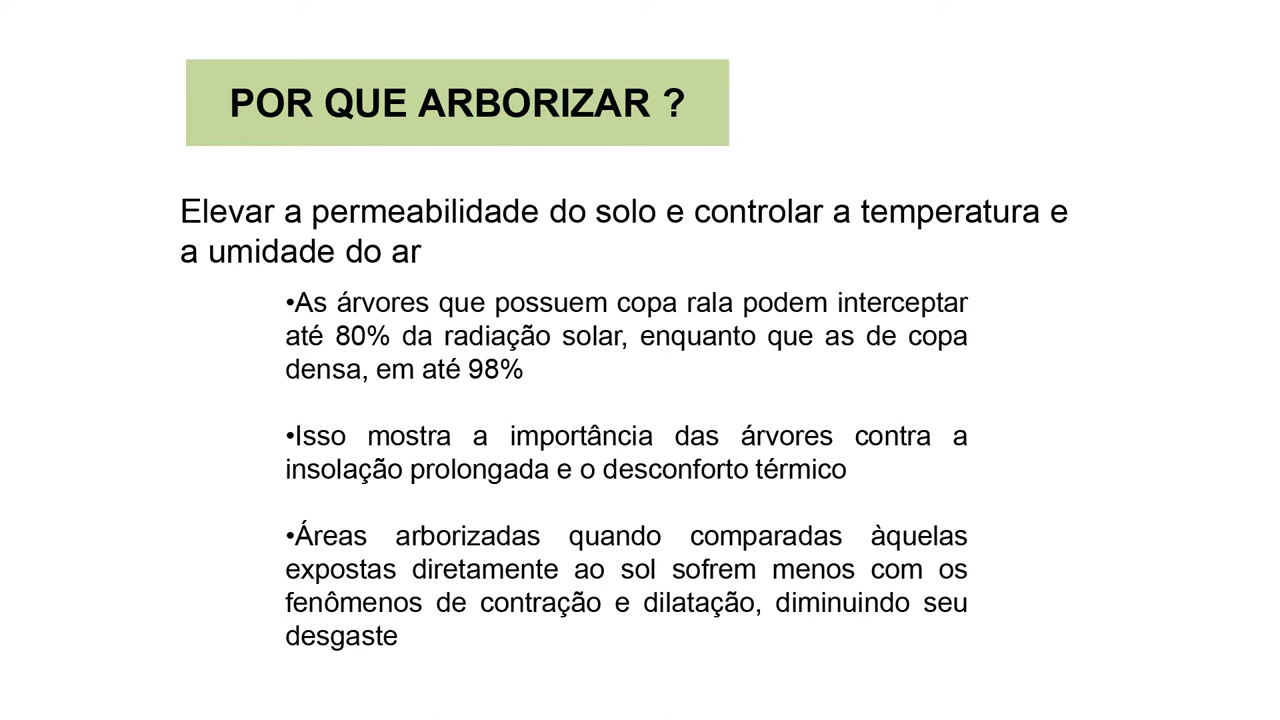 POR QUE ARBORIZAR ?
Elevar a permeabilidade do solo e controlar a temperatura e
a umidade do ar
•As árvores que possuem copa rala podem interceptar
até 80% da radiação solar, enquanto que as de copa
densa, em até 98%
•Isso mostra a importância das árvores contra a
insolação prolongada e o desconforto térmico
•Áreas arborizadas quando comparadas àquelas
expostas diretamente ao sol sofrem menos com os
fenômenos de contração e dilatação, diminuindo seu
desgaste